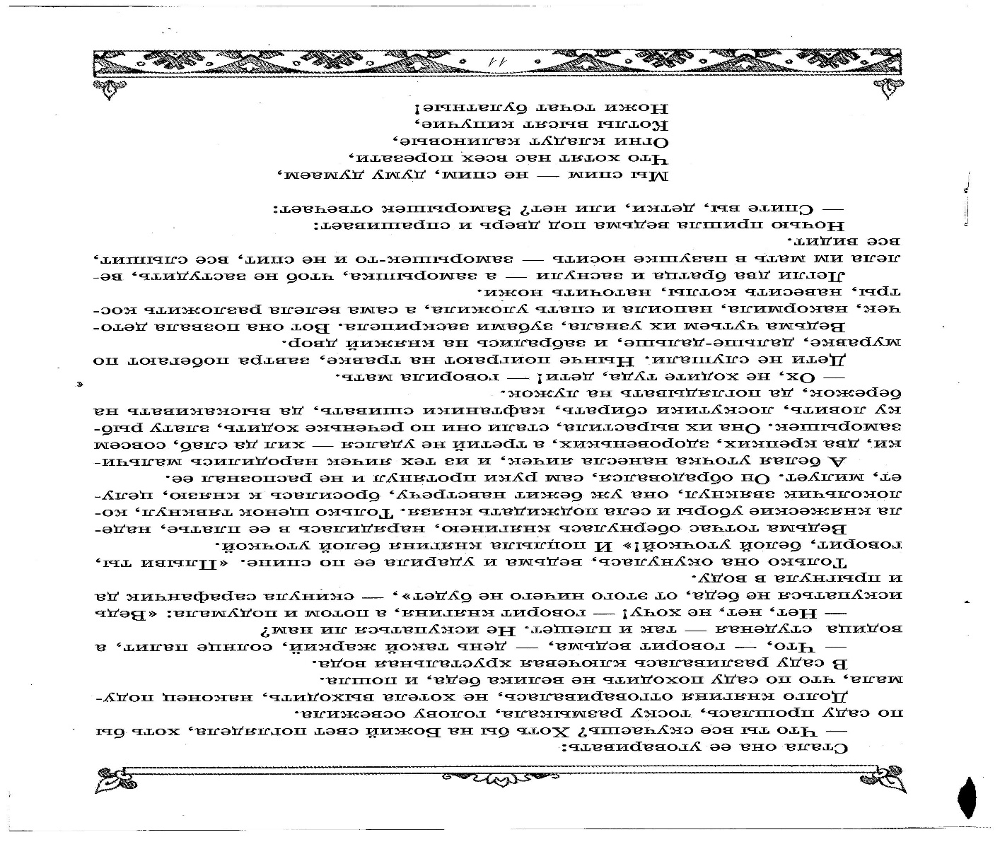 Стала она ее уговаривать:
— Что ты все скучаешь? Хоть бы на Божий свет поглядела, хоть бы
по саду прошлась, тоску размыкала, голову освежила.
Долго княгиня отговаривалась, не хотела выходить, наконец поду-
мала, что по саду походить не велика беда, и пошла.
В саду разливалась ключевая хрустальная вода.
— Что, — говорит ведьма, — день такой жаркий, солнце палит, а
водица студеная — так и плещет. Не искупаться ли нам?
— Нет, нет, не хочу! — говорит княгиня, а потом и подумала: «Ведь
искупаться не беда, от этого ничего не будет», — скинула сарафанчик да
и прыгнула в воду.
Только она окунулась, ведьма и ударила ее по спине. «Плыви ты,
говорит, белой уточкой!» И поплыла княгиня белой уточкой.
Ведьма тотчас обернулась княгинею, нарядилась в ее платье, наде-
ла княжеские уборы и села поджидать князя. Только щенок тявкнул, ко-
локольчик звякнул, она уж бежит навстречу, бросилась к князю, целу-
ет, милует. Он обрадовался, сам руки протянул и не распознал ее.
А белая уточка нанесла яичек, и из тех яичек народились мальчи-
ки, два крепких, здоровеньких, а третий не удался — хил да слаб, совсем
заморышек. Она их вырастила, стали они по реченьке ходить, злату рыб-
ку ловить, лоскутики сбирать, кафтаники сшивать, да выскакивать на
бережок, да поглядывать на лужок.
— Ох, не ходите туда, дети! — говорила мать.
Дети не слушали. Нынче поиграют на травке, завтра побегают по
муравке, дальше-дальше, и забрались на княжий двор.
Ведьма чутьем их узнала, зубами заскрипела. Вот она позвала дето-
чек, накормила, напоила и спать уложила, а сама велела разложить кос-
тры, навесить котлы, наточить ножи.
Легли два братца и заснули — а заморышка, чтоб не застудить, ве-
лела им мать в пазушке носить — заморышек-то и не спит, все слышит,
все видит.
Ночью пришла ведьма под дверь и спрашивает:
— Спите вы, детки, или нет? Заморышек отвечает:
Мы спим — не спим, думу думаем,
Что хотят нас всех порезати,
Огни кладут калиновые,
Котлы высят кипучие,
Ножи точат булатные!
11